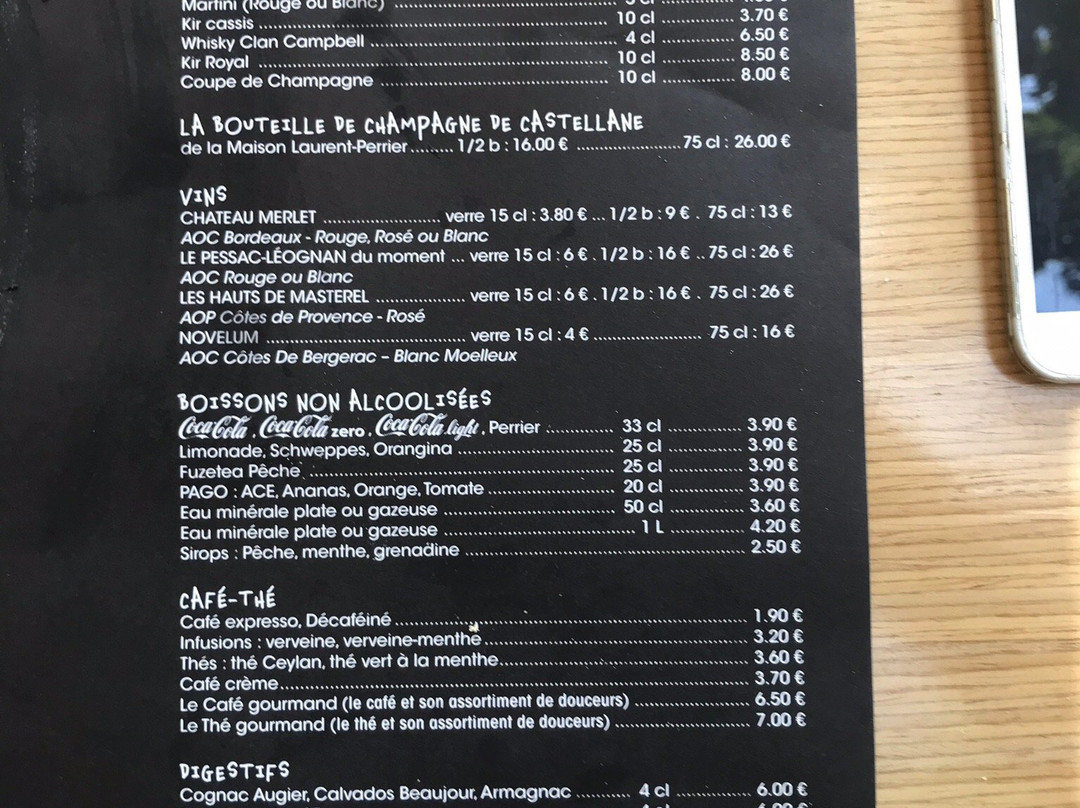 Martini (Rouge ou Blanc) 5 cl
Kir cassis 10 cl 3.70 €
Whisky Clan Campbell 4 cl 6.50 €
Kir Royal 10 cl 8.50 €
Coupe de Champagne 10 cl 8.00 €
LA BOUTEILLE DE CHAMPAGNE DE CASTELLANE
de la Maison Laurent-Perrier ........ 1/2 b : 16.00 € .................... 75 cl : 26.00 €
VINS
CHATEAU MERLET ....................... verre 15 cl : 3.80 € ... 1/2 b : 9 € . 75 cl : 13 €
AOC Bordeaux - Rouge, Rosé ou Blanc
LE PESSAC-LÉOGNAN du moment ... verre 15 cl : 6 € . 1/2 b : 16 € .. 75 cl : 26 €
AOC Rouge ou Blanc
LES HAUTS DE MASTEREL ................. verre 15 cl : 6 € . 1/2 b : 16 € . 75 cl : 26 €
AOP Côtes de Provence - Rosé
NOVELUM ...................................... verre 15 cl : 4 € ..................... 75 cl : 16 €
AOC Côtes De Bergerac - Blanc Moelleux
BOISSONS NON ALCOOLISÉES
Coca-Cola , Coca-Cola zero , Coca-Cola light , Perrier ............ 33 cl ............. 3.90 €
Limonade, Schweppes, Orangina ............ 25 cl ............. 3.90 €
Fuzetea Pêche ............ 25 cl ............. 3.90 €
PAGO : ACE, Ananas, Orange, Tomate ............ 20 cl ............. 3.90 €
Eau minérale plate ou gazeuse ............ 50 cl ............. 3.60 €
Eau minérale plate ou gazeuse ............ 1 L ............. 4.20 €
Sirops : Pêche, menthe, grenadine ............ 2.50 €
CAFÉ-THÉ
Café expresso, Décaféiné ............ 1.90 €
Infusions : verveine, verveine-menthe ............ 3.20 €
Thés : thé Ceylan, thé vert à la menthe ............ 3.60 €
Café crème ............ 3.70 €
Le Café gourmand (le café et son assortiment de douceurs) ............ 6.50 €
Le Thé gourmand (le thé et son assortiment de douceurs) ............ 7.00 €
DIGESTIFS
Cognac Augier, Calvados Beaujour, Armagnac .......... 4 cl ............. 6.00 €